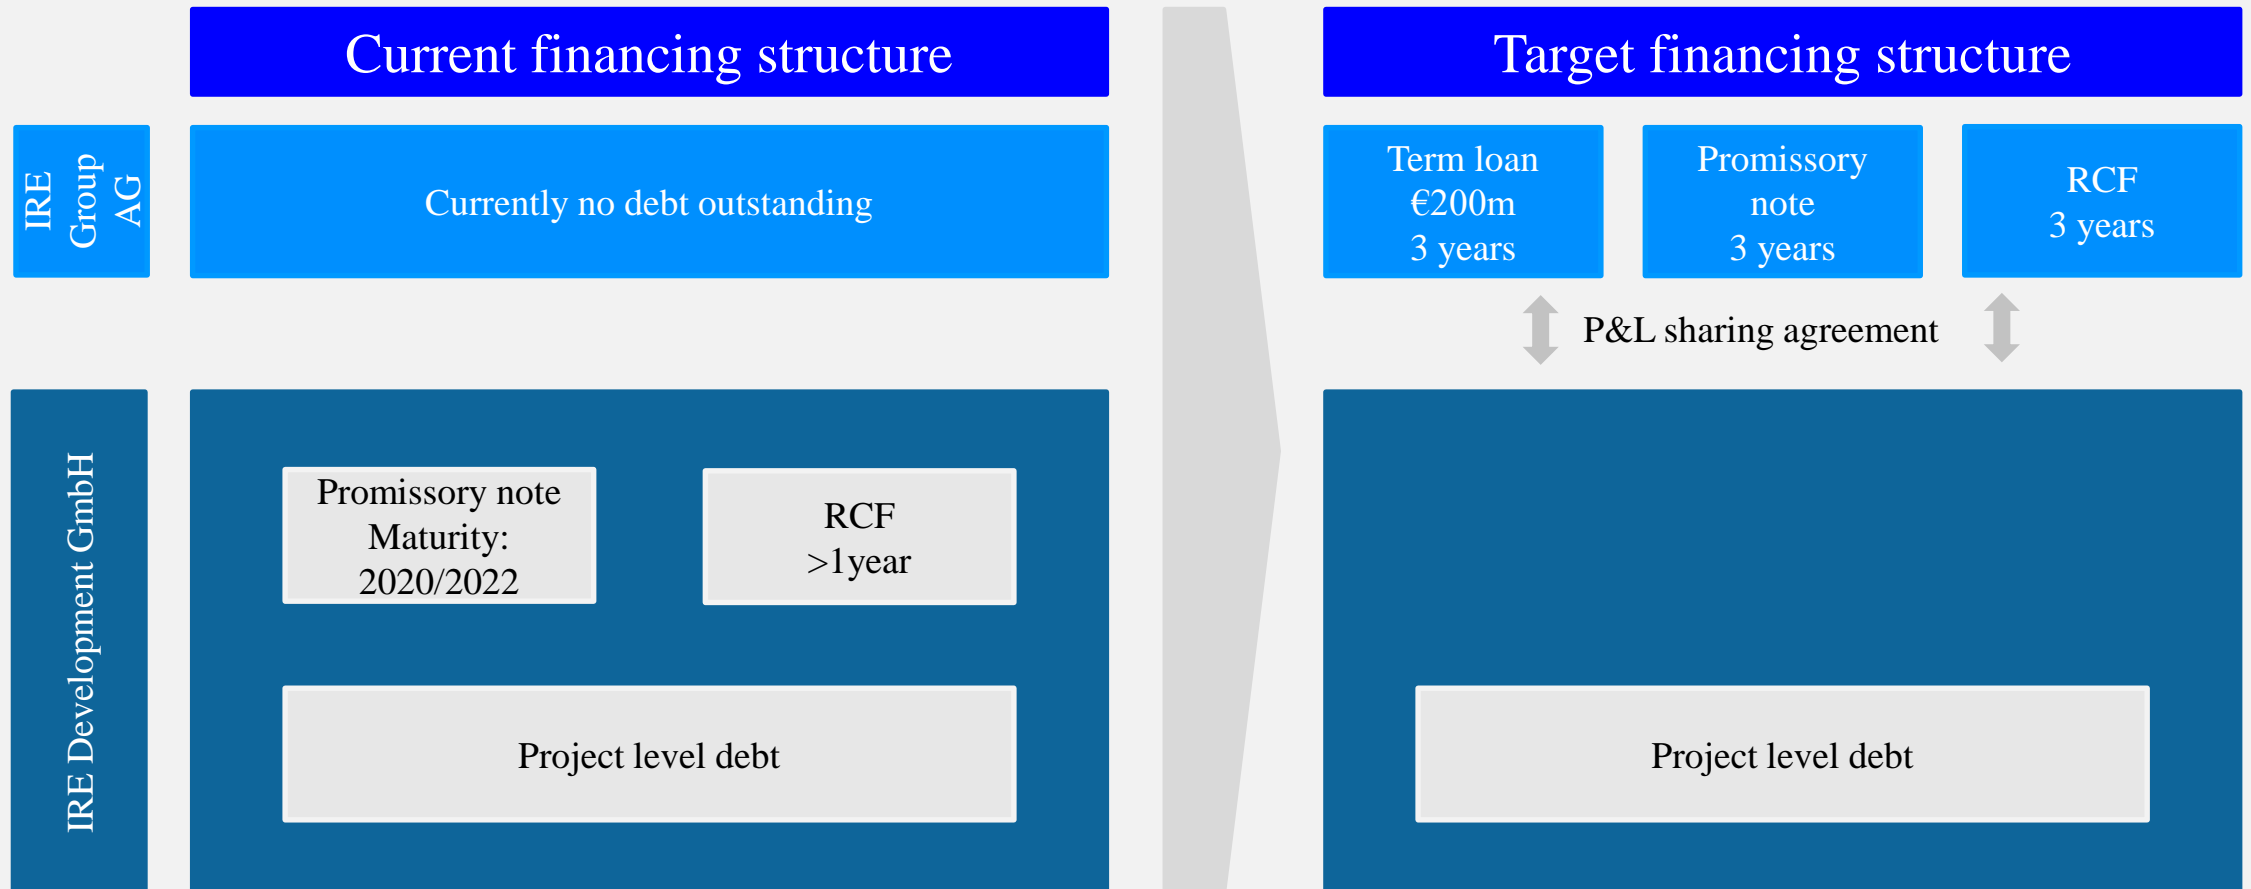 Current financing structure
Target financing structure
IRE
Group
AG
Currently no debt outstanding
Term loan
€200m
3 years
Promissory
note
3 years
RCF
3 years
P&L sharing agreement
IRE Development GmbH
Promissory note
Maturity:
2020/2022
RCF
>1year
Project level debt
Project level debt